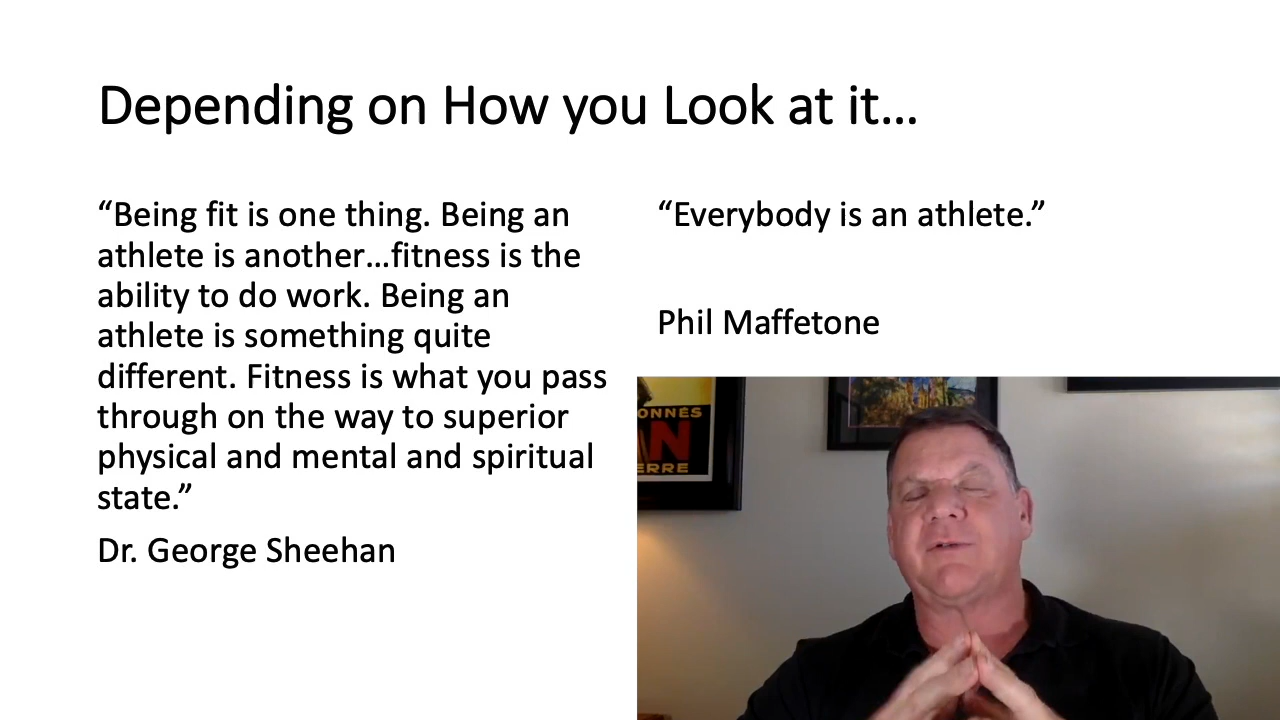 Depending on How you Look at it…
“Being fit is one thing. Being an
athlete is another…fitness is the
ability to do work. Being an
athlete is something quite
different. Fitness is what you pass
through on the way to superior
physical and mental and spiritual
state.”
Dr. George Sheehan
“Everybody is an athlete.”
Phil Maffetone
ONNÉS
AN
ERRE